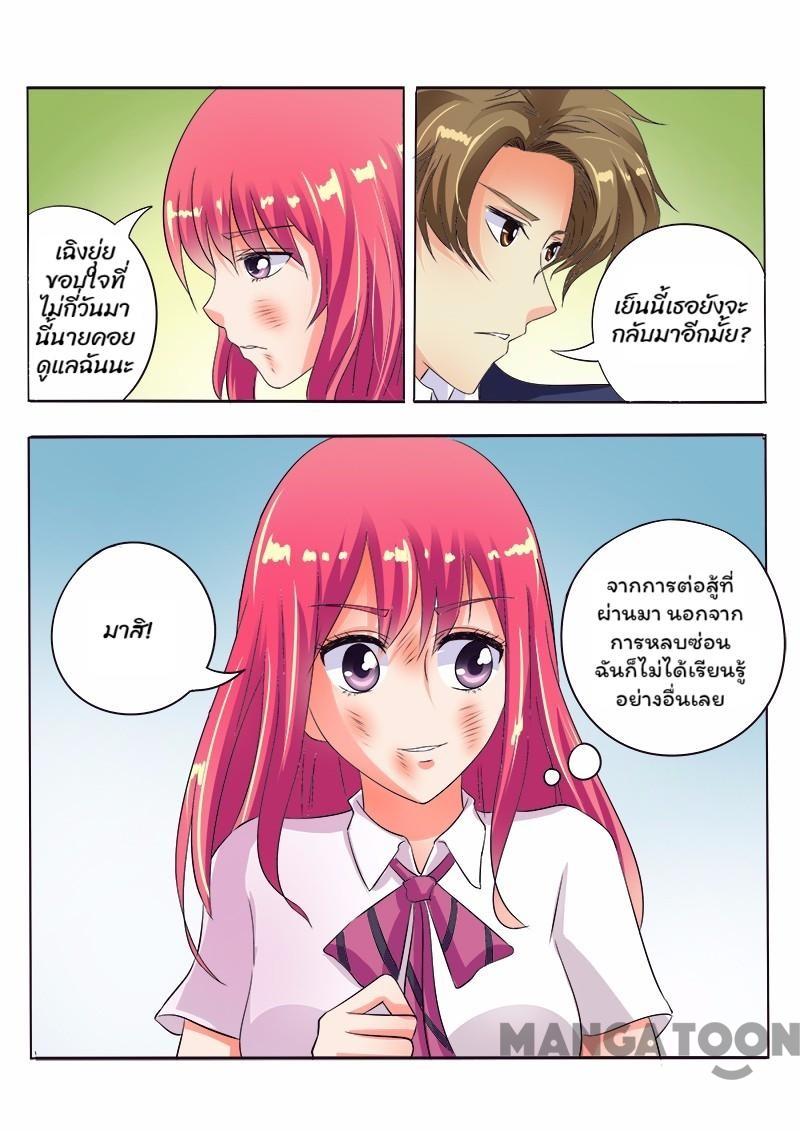 เฉิงยุ่ย
ขอบใจที่
ไม่กี่วันมา
นี้นายคอย
ดูแลฉันนะ
เย็นนี้เธอยังจะ
กลับมาอีกมั้ย?
มาสิ!
จากการต่อสู้ที่
ผ่านมา นอกจาก
การหลบซ่อน
ฉันก็ไม่ได้เรียนรู้
อย่างอื่นเลย
MANGATOON